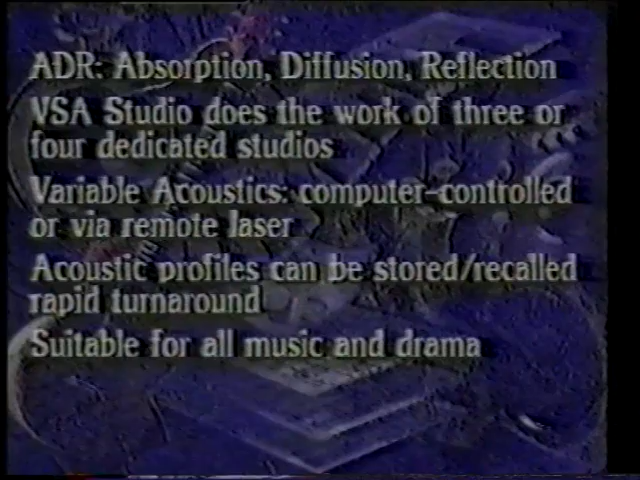 ADR: Absorption, Diffusion, Reflection
VSA Studio does the work of three or
four dedicated studios
Variable Acoustics: computer-controlled
or via remote laser
Acoustic profiles can be stored/recalled
rapid turnaround
Suitable for all music and drama